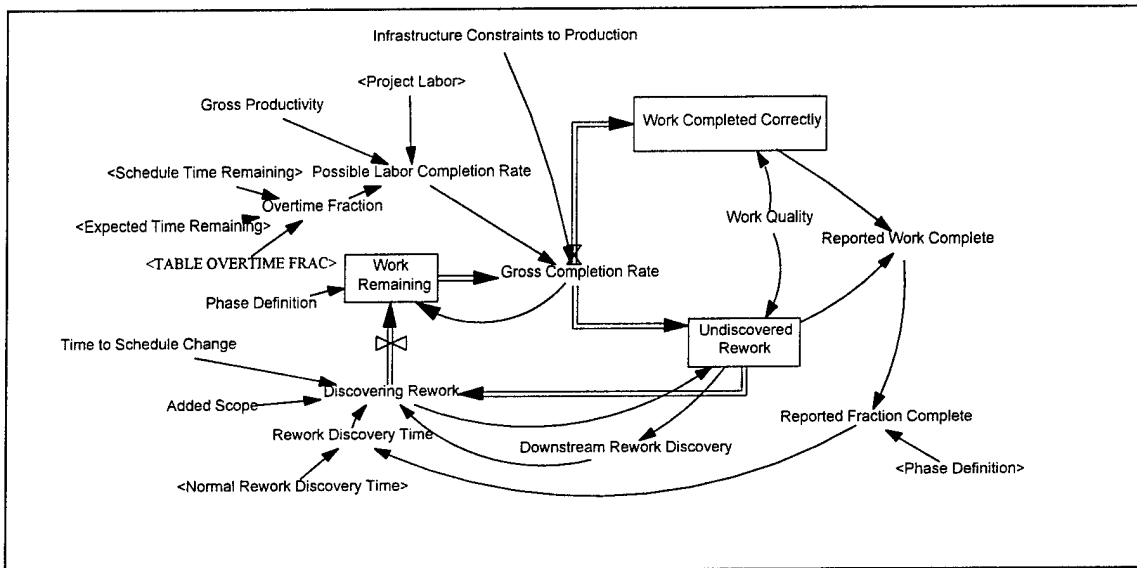 Infrastructure Constraints to Production
<Project Labor>
Gross Productivity
Work Completed Correctly
<Schedule Time Remaining>
Possible Labor Completion Rate
Overtime Fraction
<Expected Time Remaining>
Work Quality
Reported Work Complete
<TABLE OVERTIME FRAC>
Work
Remaining
Gross Completion Rate
Phase Definition
Undiscovered
Rework
Time to Schedule Change
Discovering Rework
Added Scope
Reported Fraction Complete
Rework Discovery Time
Downstream Rework Discovery
<Phase Definition>
<Normal Rework Discovery Time>